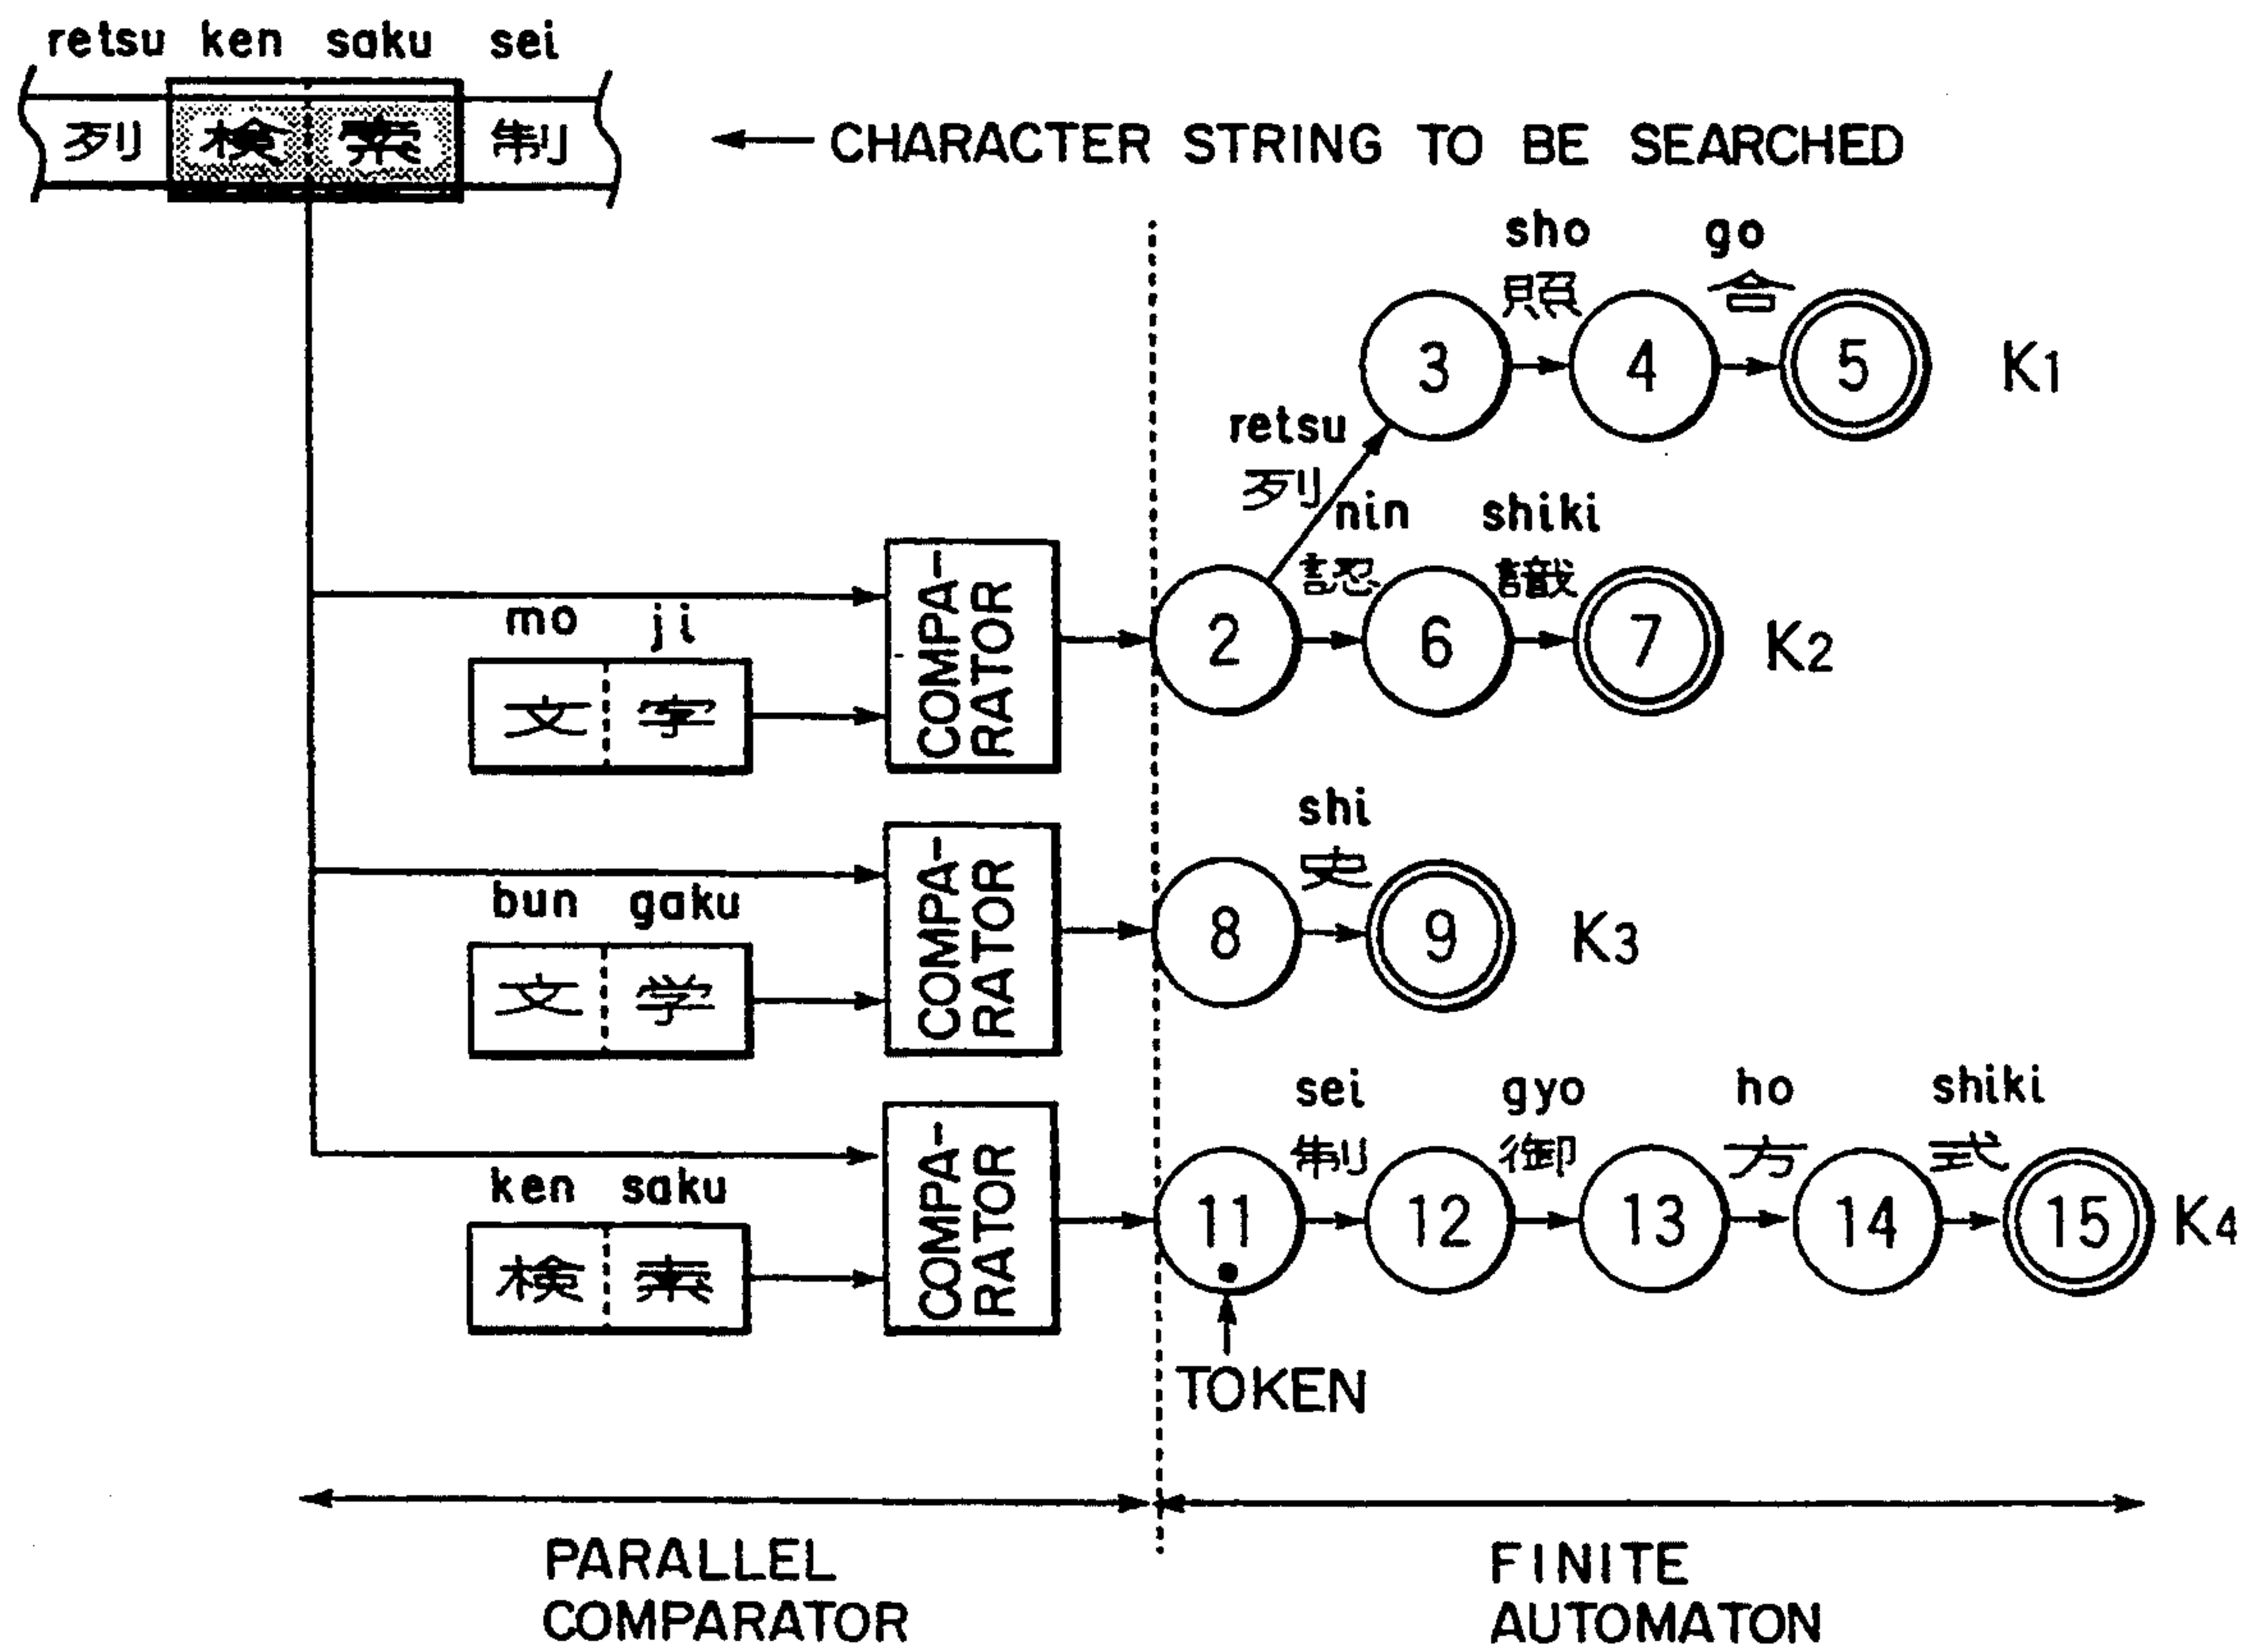 retsu ken saku sei
列 検 索 制
CHARACTER STRING TO BE SEARCHED
sho go
照 合
3 4 5 K1
retsu
列
nin shiki
認 識
2 6 7 K2
mo ji
文 字
COMPA-
RATOR
shi
史
8 9 K3
bun gaku
文 学
COMPA-
RATOR
sei gyo ho shiki
制 御 方 式
11 12 13 14 15 K4
ken saku
検 索
COMPA-
RATOR
TOKEN
PARALLEL
COMPARATOR
FINITE
AUTOMATON